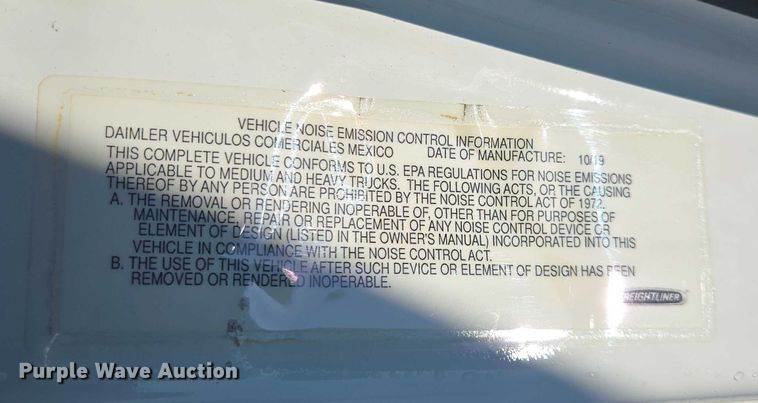 VEHICLE NOISE EMISSION CONTROL INFORMATION
DAIMLER VEHICULOS COMERCIALES MEXICO DATE OF MANUFACTURE: 10/19
THIS COMPLETE VEHICLE CONFORMS TO U.S. EPA REGULATIONS FOR NOISE EMISSIONS
APPLICABLE TO MEDIUM AND HEAVY TRUCKS. THE FOLLOWING ACTS, OR THE CAUSING
THEREOF BY ANY PERSON ARE PROHIBITED BY THE NOISE CONTROL ACT OF 1972.
A. THE REMOVAL OR RENDERING INOPERABLE OF, OTHER THAN FOR PURPOSES OF
MAINTENANCE, REPAIR OR REPLACEMENT OF ANY NOISE CONTROL DEVICE OR
ELEMENT OF DESIGN (LISTED IN THE OWNER'S MANUAL) INCORPORATED INTO THIS
VEHICLE IN COMPLIANCE WITH THE NOISE CONTROL ACT.
B. THE USE OF THIS VEHICLE AFTER SUCH DEVICE OR ELEMENT OF DESIGN HAS BEEN
REMOVED OR RENDERED INOPERABLE.
FREIGHTLINER
Purple Wave Auction